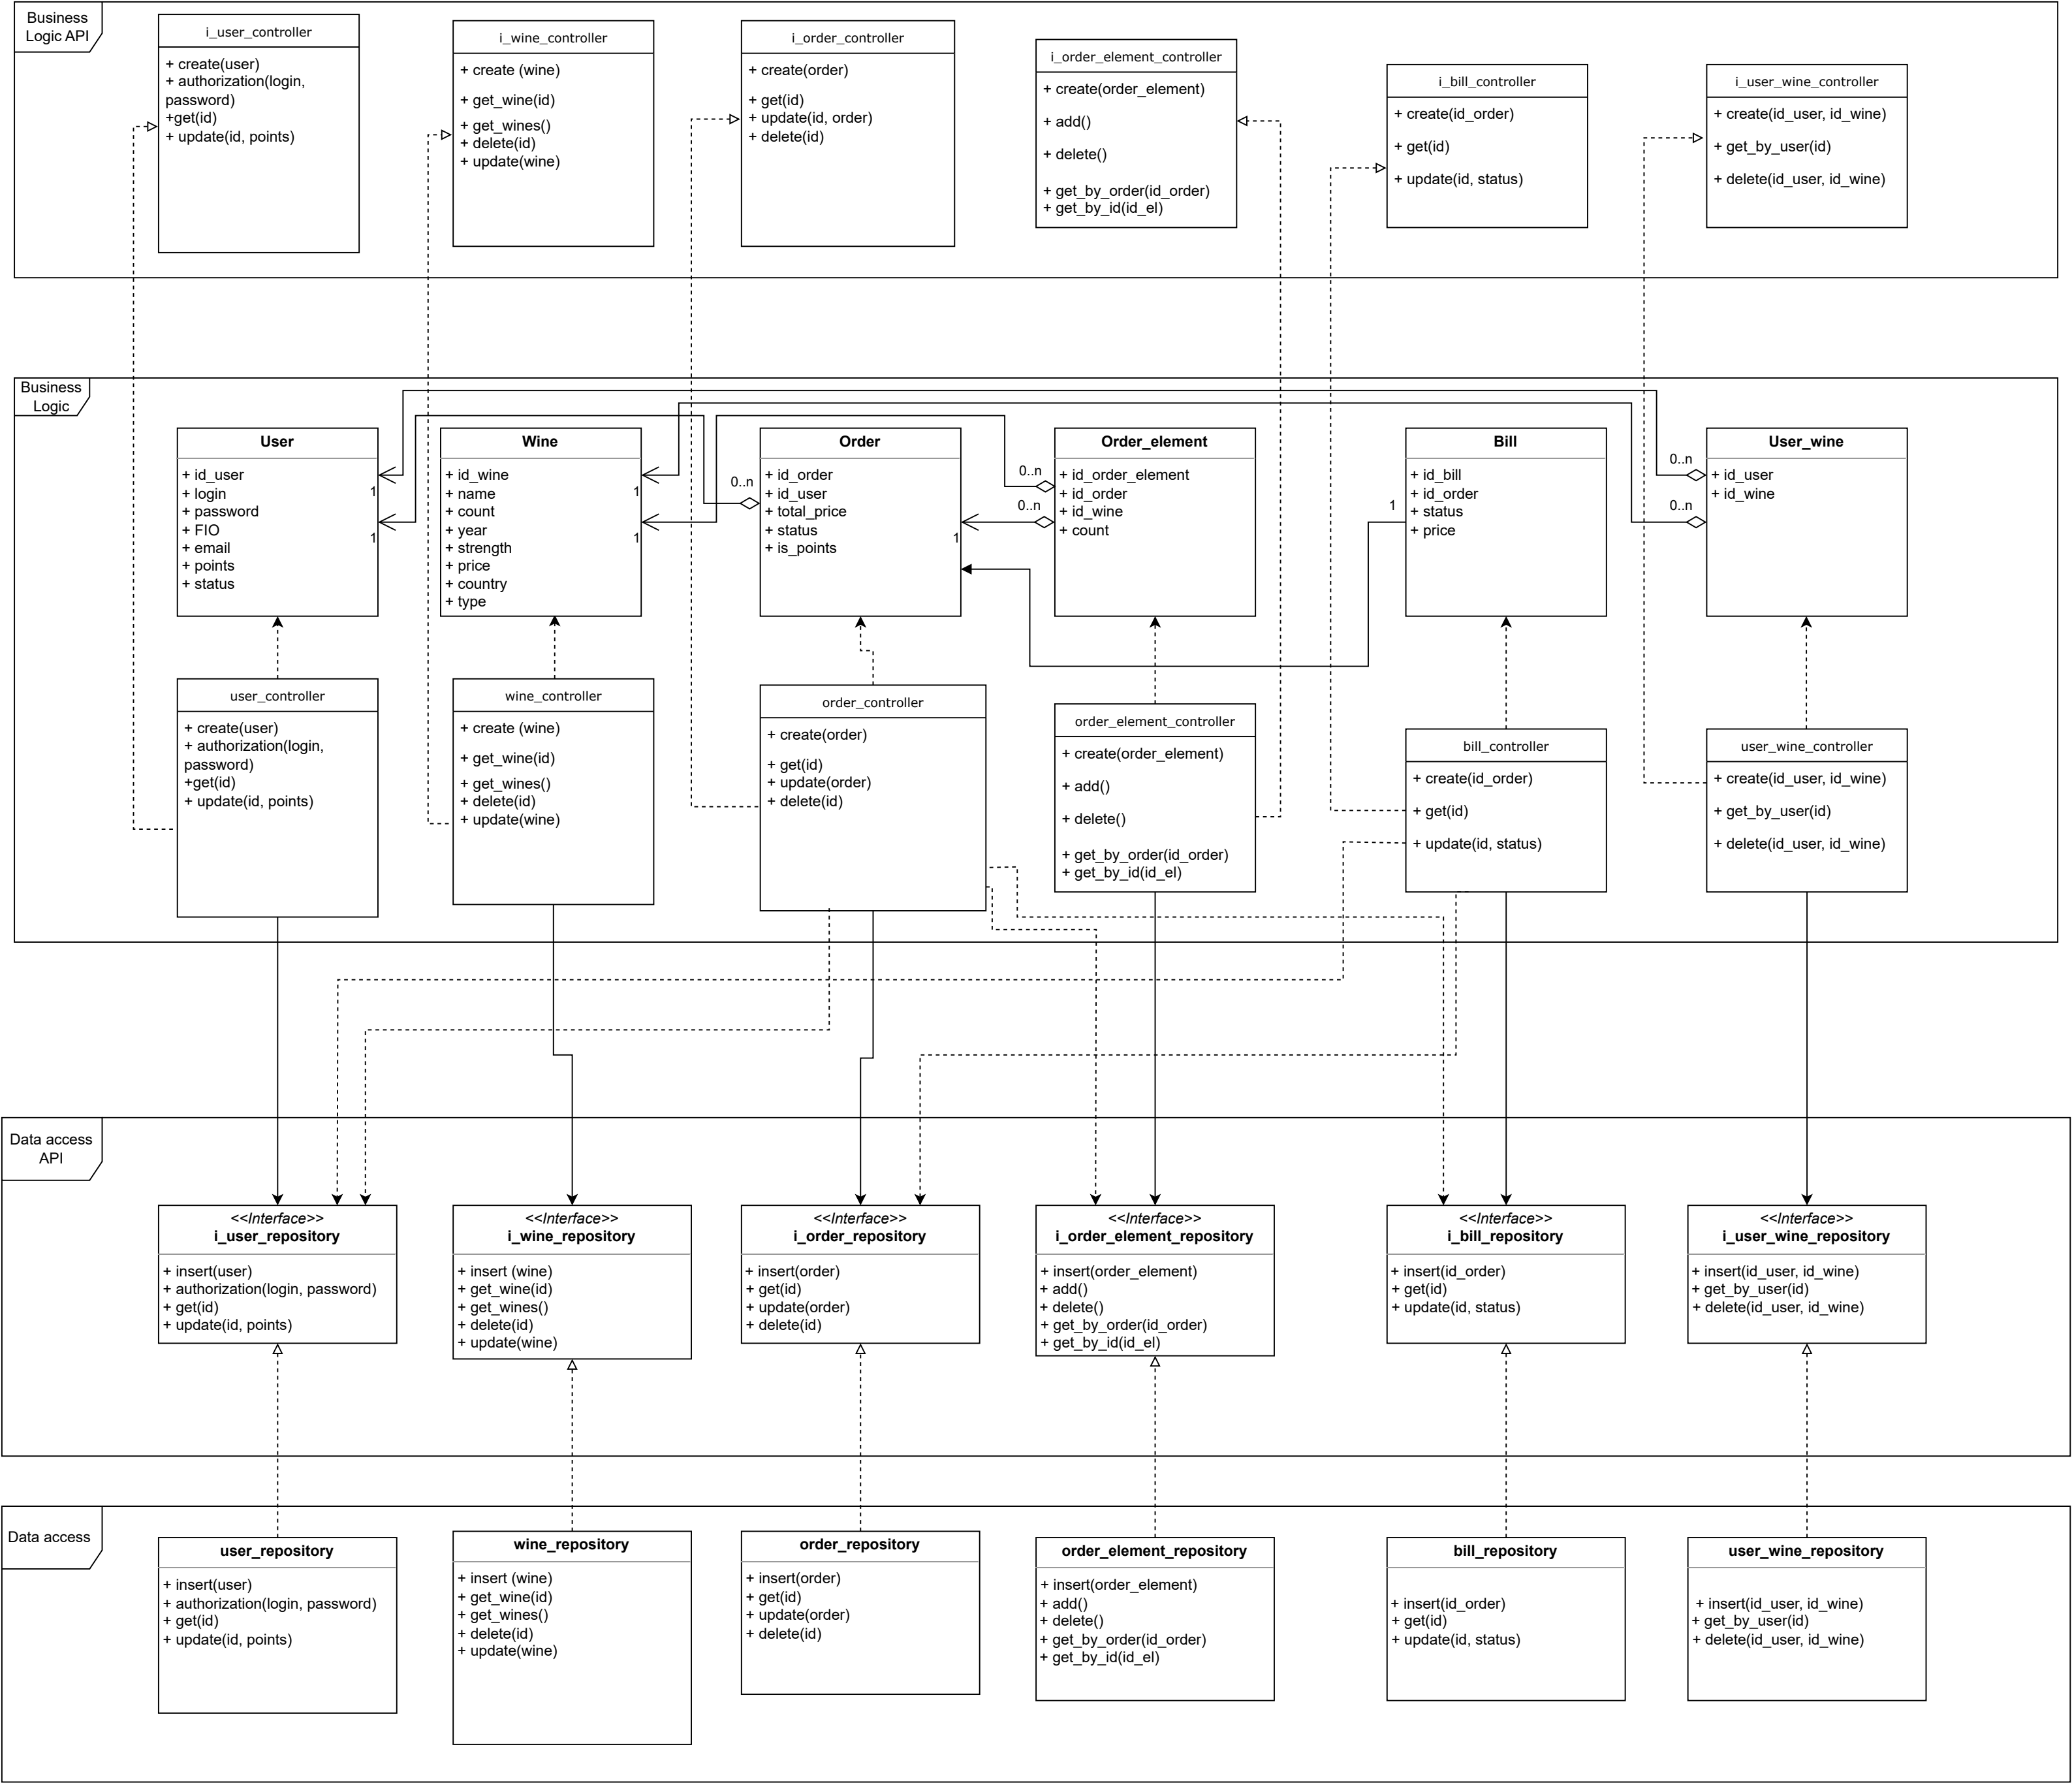 Business
Logic API
i_user_controller
+ create(user)
+ authorization(login,
password)
+get(id)
+ update(id, points)
i_wine_controller
+ create (wine)
+ get_wine(id)
+ get_wines()
+ delete(id)
+ update(wine)
i_order_controller
+ create(order)
+ get(id)
+ update(id, order)
+ delete(id)
i_order_element_controller
+ create(order_element)
+ add()
+ delete()
+ get_by_order(id_order)
+ get_by_id(id_el)
i_bill_controller
+ create(id_order)
+ get(id)
+ update(id, status)
i_user_wine_controller
+ create(id_user, id_wine)
+ get_by_user(id)
+ delete(id_user, id_wine)
Business
Logic
User
+ id_user
+ login
+ password
+ FIO
+ email
+ points
+ status
1
1
Wine
+ id_wine
+ name
+ count
+ year
+ strength
+ price
+ country
+ type
1
1
0..n
Order
+ id_order
+ id_user
+ total_price
+ status
+ is_points
1
0..n
0..n
Order_element
+ id_order_element
+ id_order
+ id_wine
+ count
1
Bill
+ id_bill
+ id_order
+ status
+ price
0..n
0..n
User_wine
+ id_user
+ id_wine
user_controller
+ create(user)
+ authorization(login,
password)
+get(id)
+ update(id, points)
wine_controller
+ create (wine)
+ get_wine(id)
+ get_wines()
+ delete(id)
+ update(wine)
order_controller
+ create(order)
+ get(id)
+ update(order)
+ delete(id)
order_element_controller
+ create(order_element)
+ add()
+ delete()
+ get_by_order(id_order)
+ get_by_id(id_el)
bill_controller
+ create(id_order)
+ get(id)
+ update(id, status)
user_wine_controller
+ create(id_user, id_wine)
+ get_by_user(id)
+ delete(id_user, id_wine)
Data access
API
<<Interface>>
i_user_repository
+ insert(user)
+ authorization(login, password)
+ get(id)
+ update(id, points)
<<Interface>>
i_wine_repository
+ insert (wine)
+ get_wine(id)
+ get_wines()
+ delete(id)
+ update(wine)
<<Interface>>
i_order_repository
+ insert(order)
+ get(id)
+ update(order)
+ delete(id)
<<Interface>>
i_order_element_repository
+ insert(order_element)
+ add()
+ delete()
+ get_by_order(id_order)
+ get_by_id(id_el)
<<Interface>>
i_bill_repository
+ insert(id_order)
+ get(id)
+ update(id, status)
<<Interface>>
i_user_wine_repository
+ insert(id_user, id_wine)
+ get_by_user(id)
+ delete(id_user, id_wine)
Data access
user_repository
+ insert(user)
+ authorization(login, password)
+ get(id)
+ update(id, points)
wine_repository
+ insert (wine)
+ get_wine(id)
+ get_wines()
+ delete(id)
+ update(wine)
order_repository
+ insert(order)
+ get(id)
+ update(order)
+ delete(id)
order_element_repository
+ insert(order_element)
+ add()
+ delete()
+ get_by_order(id_order)
+ get_by_id(id_el)
bill_repository
+ insert(id_order)
+ get(id)
+ update(id, status)
user_wine_repository
+ insert(id_user, id_wine)
+ get_by_user(id)
+ delete(id_user, id_wine)